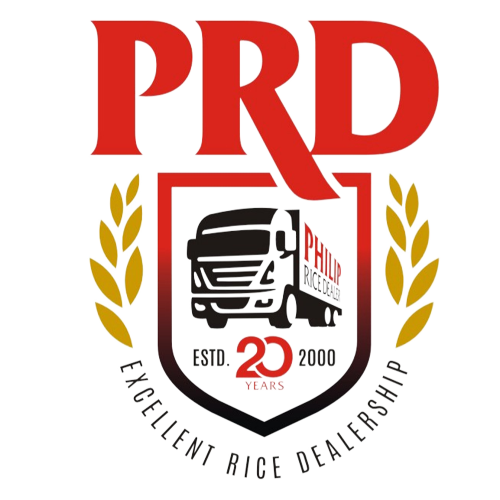 PRD
PHILIP
RICE DEALER
ESTD. 20 2000
YEARS
EXCELLENT RICE DEALERSHIP